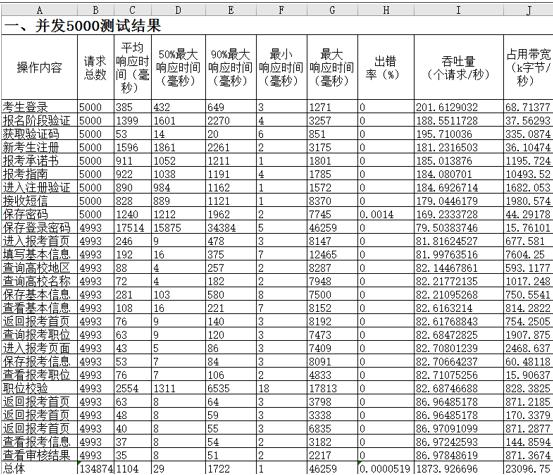 A B C D E F G H I J
一、并发5000测试结果
操作内容 请求总数 平均响应时间（毫秒） 50%最大响应时间（毫秒） 90%最大响应时间（毫秒） 最小响应时间（毫秒） 最大响应时间（毫秒） 出错率（%） 吞吐量（个请求/秒） 占用带宽（k字节/秒）
考生登录 5000 385 432 649 3 1271 0 201.6129032 68.71377
报名阶段验证 5000 1399 1601 2270 4 3257 0 188.5511728 37.56293
获取验证码 5000 53 14 20 6 851 0 195.710036 335.0874
新考生注册 5000 1596 1861 2261 2 3175 0 181.2316503 36.10474
报考承诺书 5000 911 1052 1211 1 1801 0 185.013876 1195.724
报考指南 5000 922 1038 1191 4 1785 0 184.080701 10493.52
进入注册验证 5000 890 984 1162 1 1572 0 184.6926714 1682.053
接收短信 5000 828 889 1121 1 8370 0 179.0446179 1980.574
保存密码 5000 1240 1212 1962 2 7745 0.0014 169.2333728 44.29178
保存登录密码 4993 17514 15875 34384 5 46259 0 79.50383746 15.76101
进入报考首页 4993 246 9 478 3 8147 0 81.81624527 677.581
填写基本信息 4993 192 16 375 7 12465 0 81.99763516 7604.25
查询高校地区 4993 88 4 257 2 8287 0 82.14467861 593.1177
查询高校名称 4993 72 4 182 2 7948 0 82.21772135 1017.248
保存基本信息 4993 281 103 580 8 7500 0 82.21095268 750.5541
查看基本信息 4993 108 16 221 7 8152 0 82.6163214 814.2822
返回报考首页 4993 76 9 140 3 8192 0 82.61768843 754.2505
查询报考职位 4993 63 9 120 3 7473 0 82.68472825 1907.875
进入报考页面 4993 43 5 86 3 7409 0 82.70801239 2468.637
保存报考信息 4993 53 7 84 3 8091 0 82.70664237 60.48118
查看报考职位 4993 76 7 106 2 4833 0 82.71075256 15.90637
职位校验 4993 2554 1311 6535 18 17813 0 82.68746688 828.3825
返回报考首页 4993 63 8 64 3 3798 0 86.96485178 871.2185
返回报考首页 4993 48 8 59 3 3338 0 86.96485178 170.3379
返回报考首页 4993 40 8 55 3 6835 0 86.97091099 871.2877
查看报考信息 4993 37 8 54 2 3182 0 86.97242593 144.8594
查看审核结果 4993 35 8 51 2 2217 0 86.97848619 871.3674
总体 134874 1104 29 1722 1 46259 0.0000519 1873.926696 23096.75